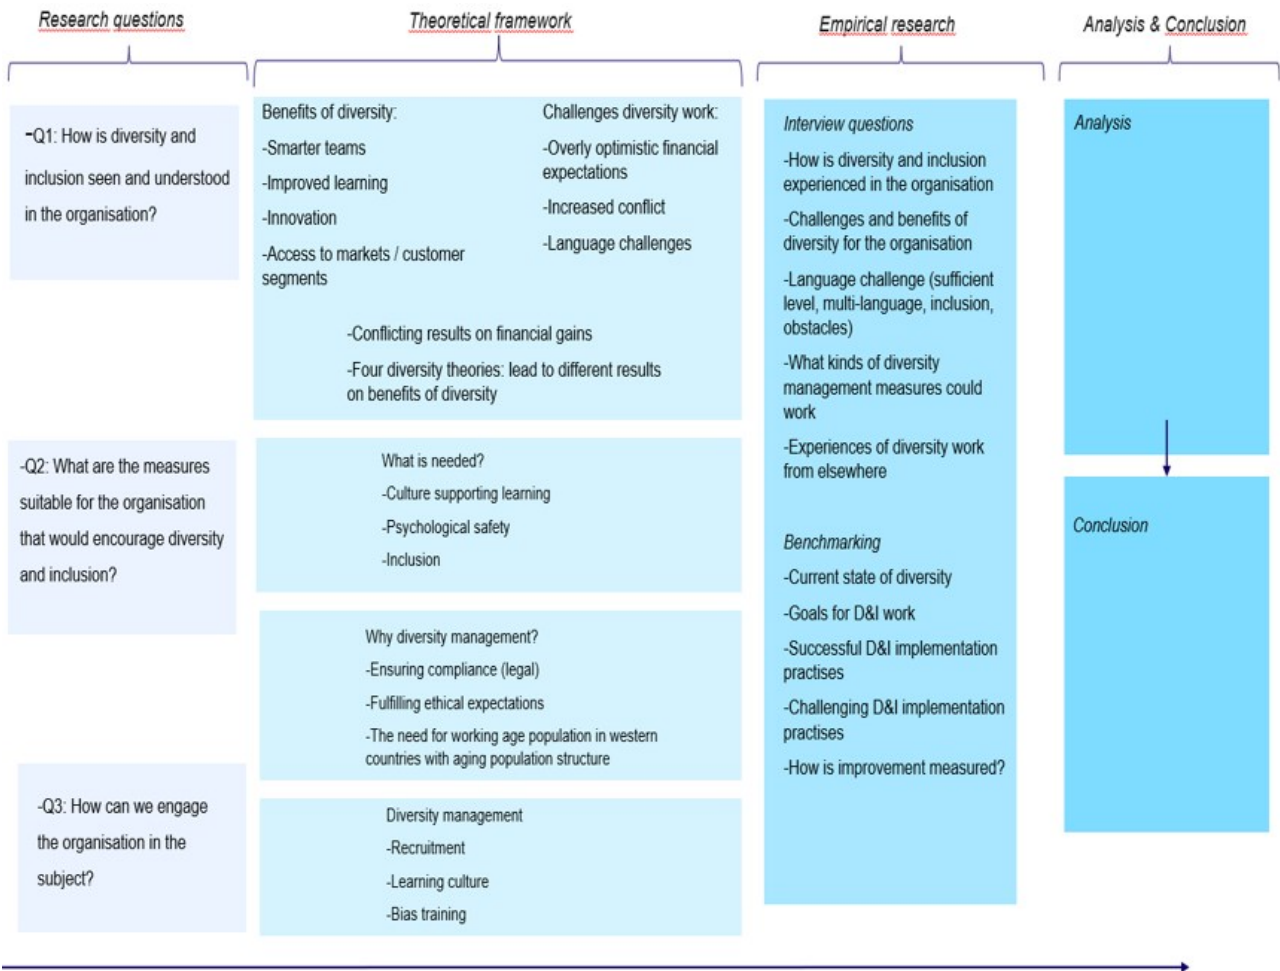 Research questions
Theoretical framework
Empirical research
Analysis & Conclusion
-Q1: How is diversity and
inclusion seen and understood
in the organisation?
-Q2: What are the measures
suitable for the organisation
that would encourage diversity
and inclusion?
-Q3: How can we engage
the organisation in the
subject?
Benefits of diversity:
-Smarter teams
-Improved learning
-Innovation
-Access to markets / customer
segments
Challenges diversity work:
-Overly optimistic financial
expectations
-Increased conflict
-Language challenges
-Conflicting results on financial gains
-Four diversity theories: lead to different results
on benefits of diversity
What is needed?
-Culture supporting learning
-Psychological safety
-Inclusion
Why diversity management?
-Ensuring compliance (legal)
-Fulfilling ethical expectations
-The need for working age population in western
countries with aging population structure
Diversity management
-Recruitment
-Learning culture
-Bias training
Interview questions
-How is diversity and inclusion
experienced in the organisation
-Challenges and benefits of
diversity for the organisation
-Language challenge (sufficient
level, multi-language, inclusion,
obstacles)
-What kinds of diversity
management measures could
work
-Experiences of diversity work
from elsewhere
Benchmarking
-Current state of diversity
-Goals for D&I work
-Successful D&I implementation
practises
-Challenging D&I implementation
practises
-How is improvement measured?
Analysis
Conclusion